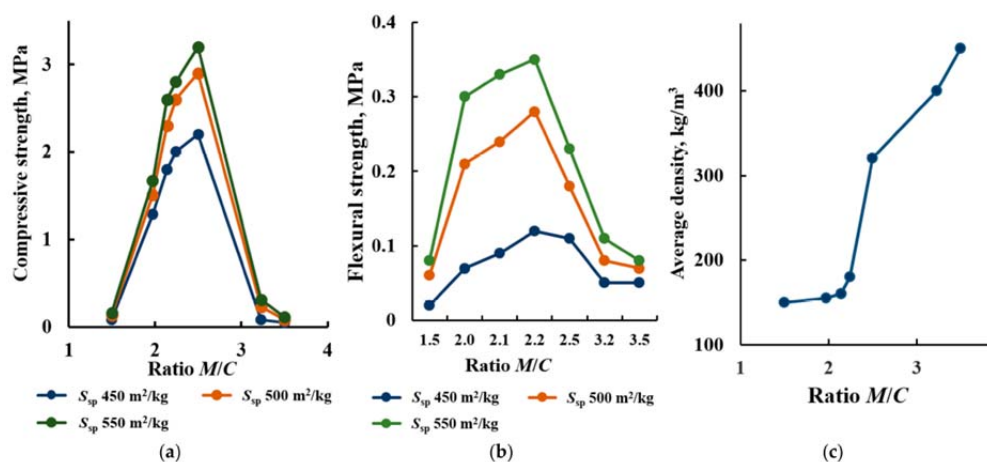 Compressive strength, MPa
3
2
1
0
1 2 3 4
Ratio M/C
Ssp 450 m²/kg Ssp 500 m²/kg
Ssp 550 m²/kg
(a)
Flexural strength, MPa
0.4
0.3
0.2
0.1
0
1.5 2.0 2.1 2.2 2.5 3.2 3.5
Ratio M/C
Ssp 450 m²/kg Ssp 500 m²/kg
Ssp 550 m²/kg
(b)
Average density, kg/m³
400
300
200
100
1 2 3
Ratio M/C
(c)